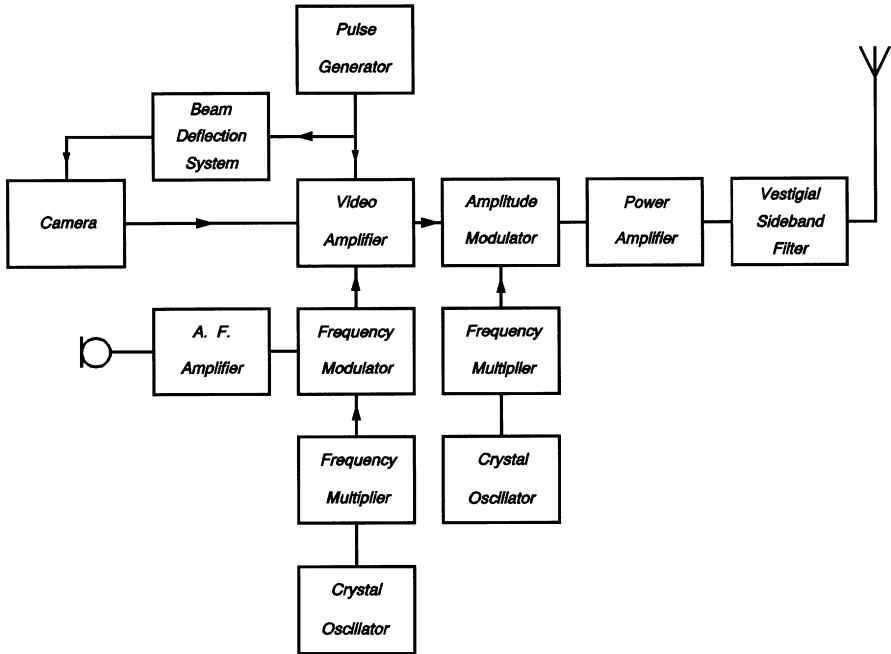 Pulse
Generator
Beam
Deflection
System
Camera
Video
Amplifier
Amplitude
Modulator
Power
Amplifier
Vestigial
Sideband
Filter
A. F.
Amplifier
Frequency
Modulator
Frequency
Multiplier
Frequency
Multiplier
Crystal
Oscillator
Crystal
Oscillator